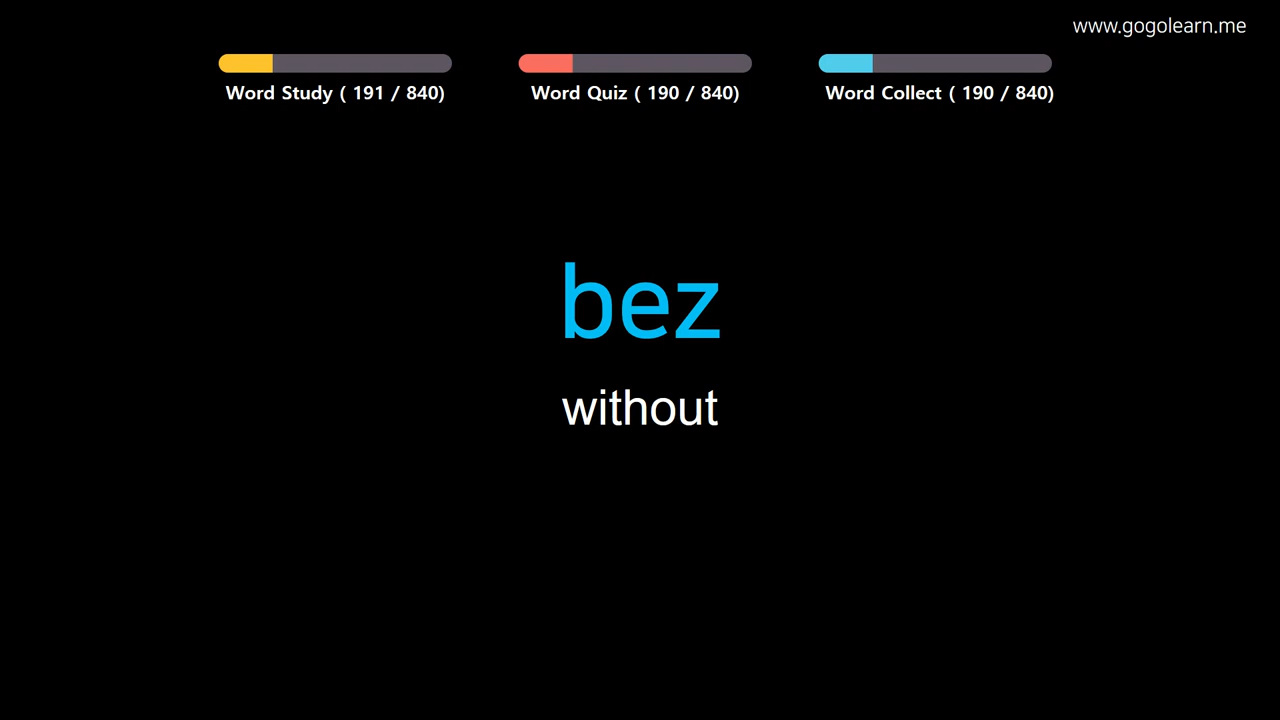 www.gogolearn.me
Word Study ( 191 / 840)
Word Quiz ( 190 / 840)
Word Collect ( 190 / 840)
bez
without